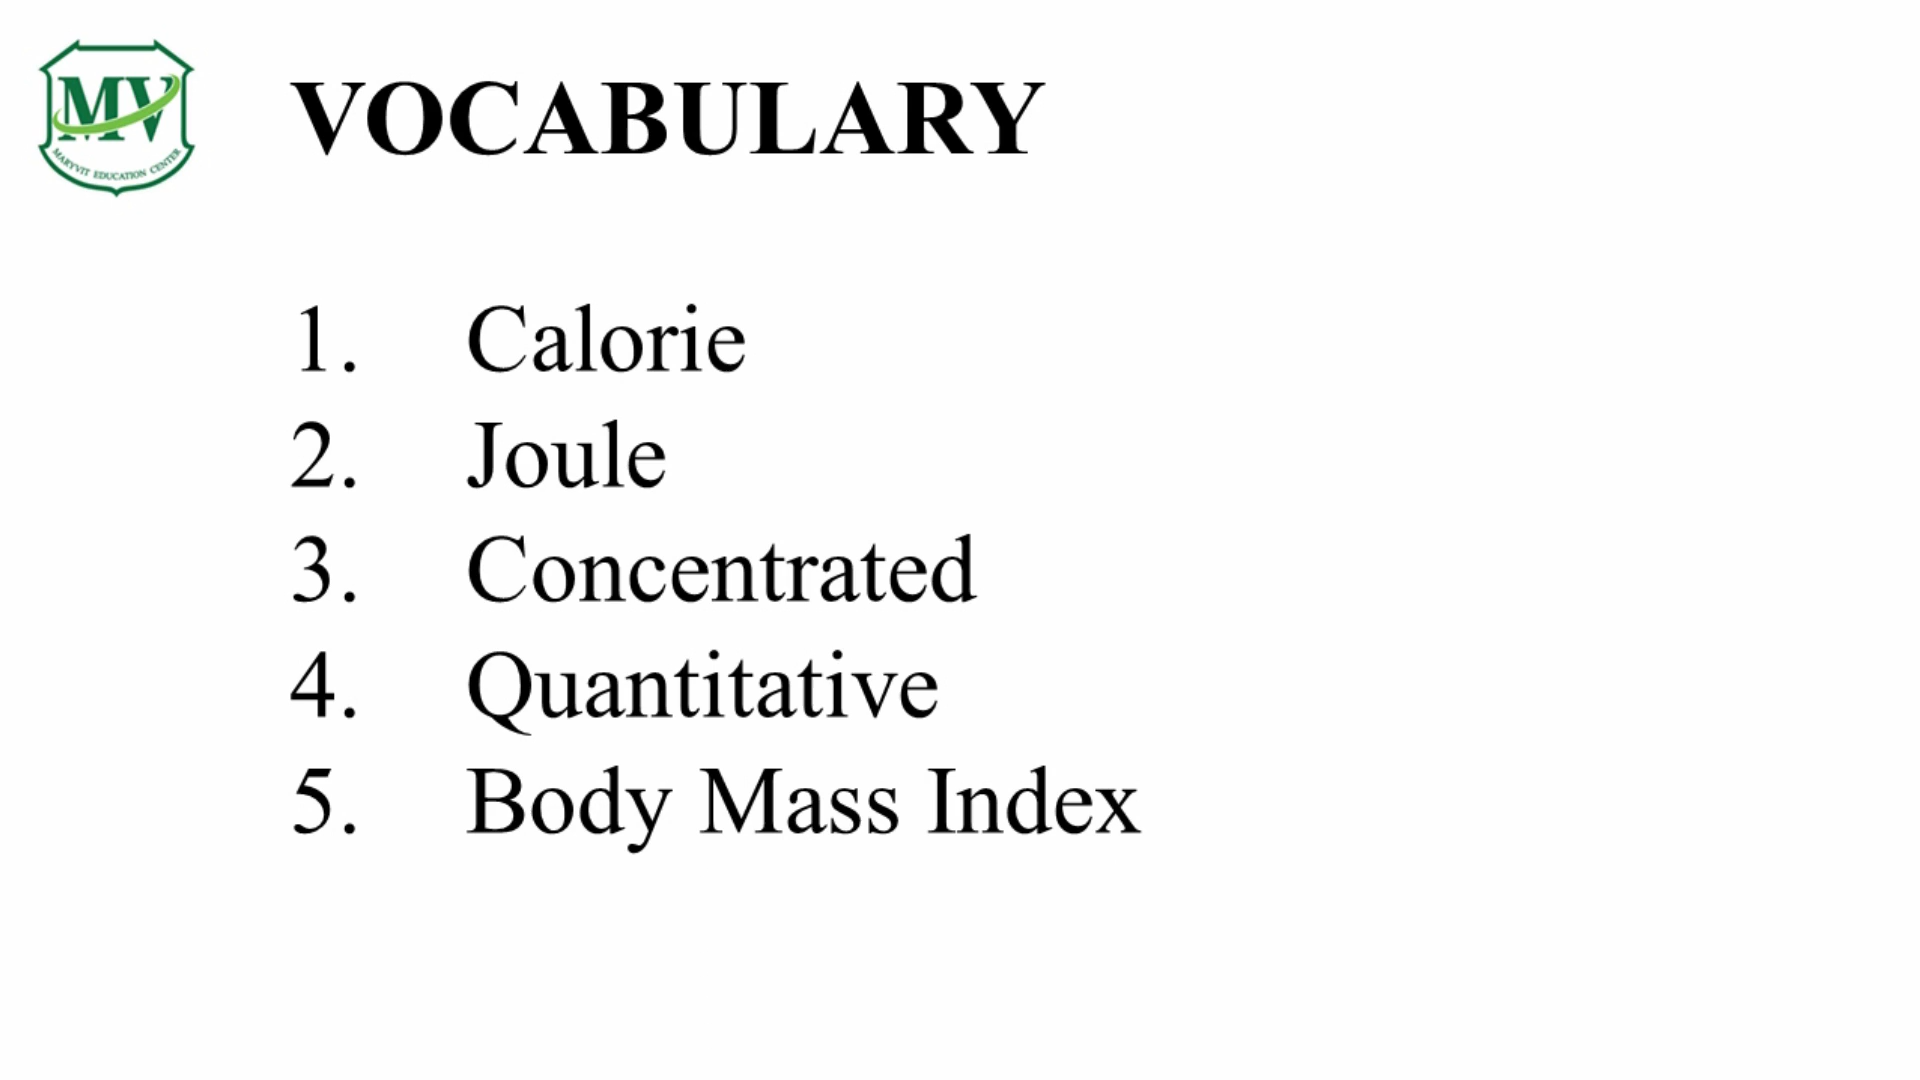 MV
MARYVIT EDUCATION CENTER
VOCABULARY
1. Calorie
2. Joule
3. Concentrated
4. Quantitative
5. Body Mass Index